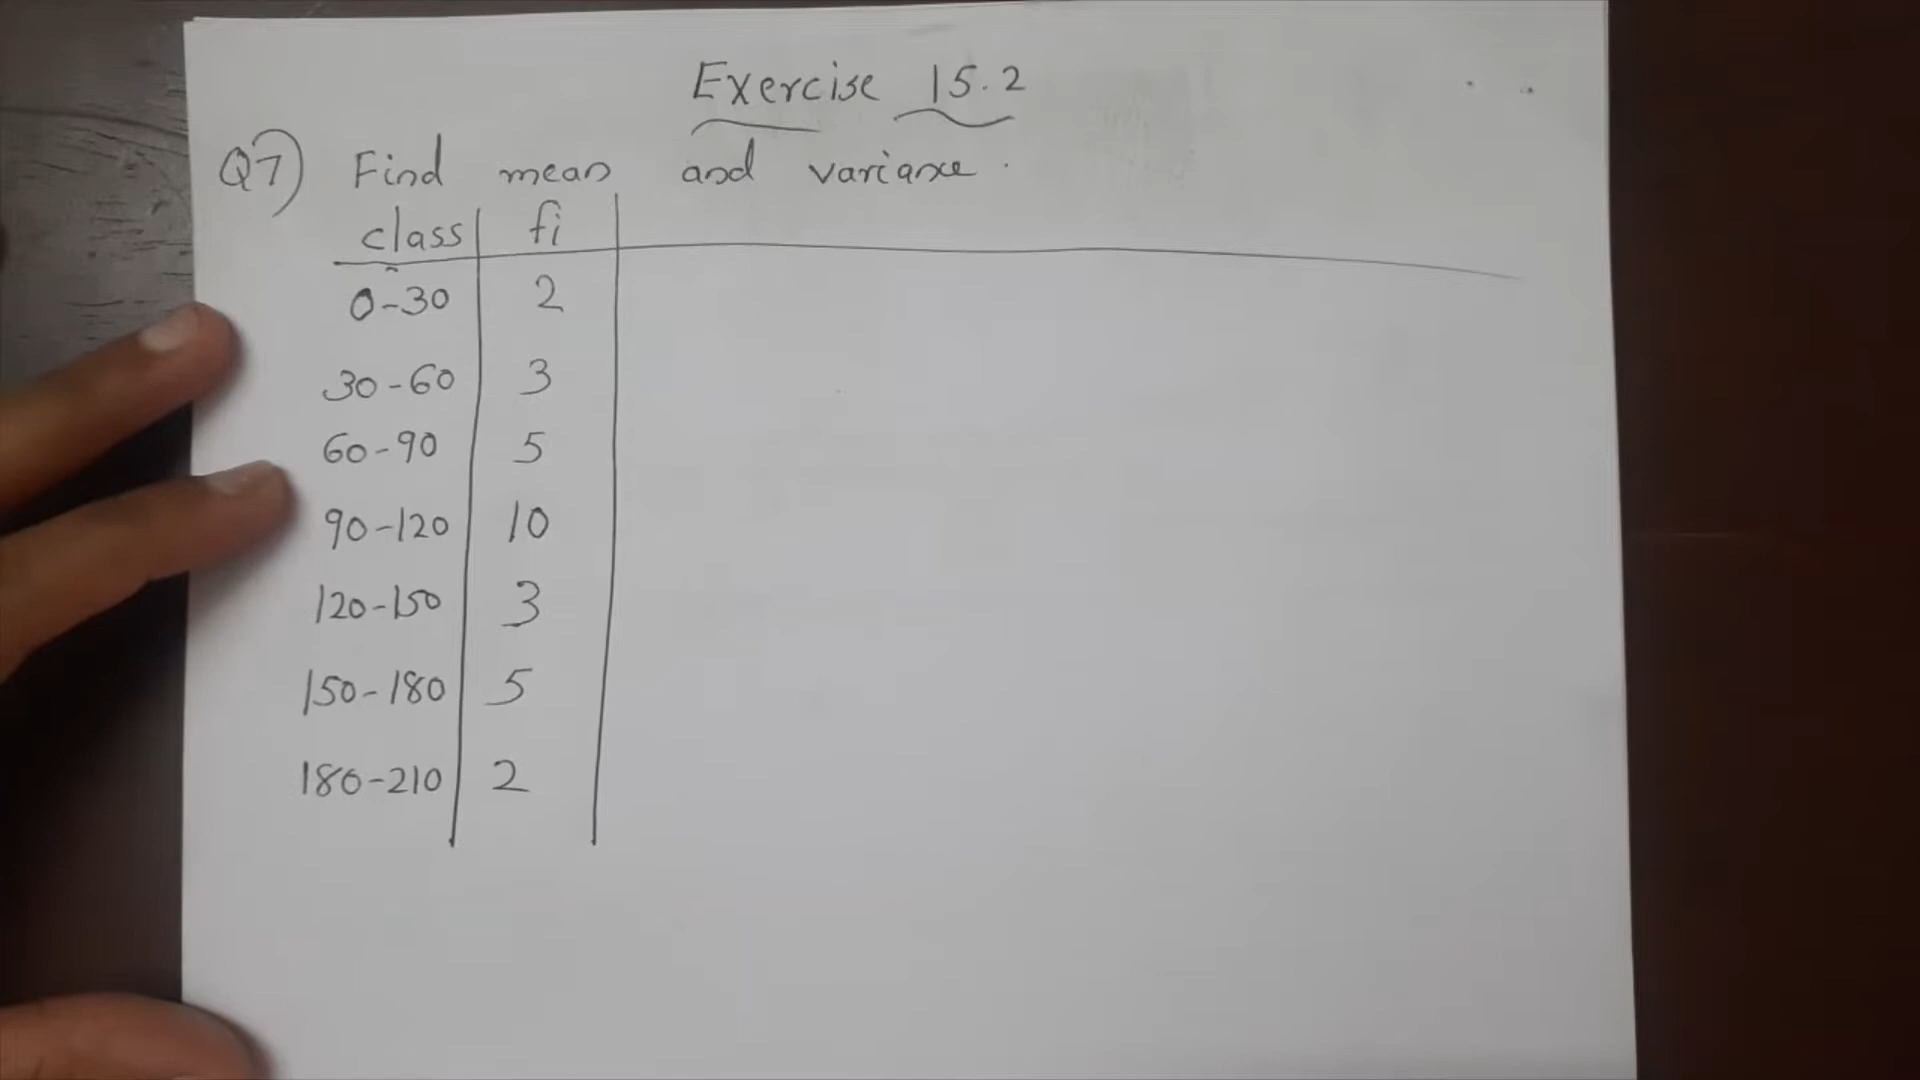 Exercise 15.2
Q7) Find mean and variance.
class fi
0-30 2
30-60 3
60-90 5
90-120 10
120-150 3
150-180 5
180-210 2